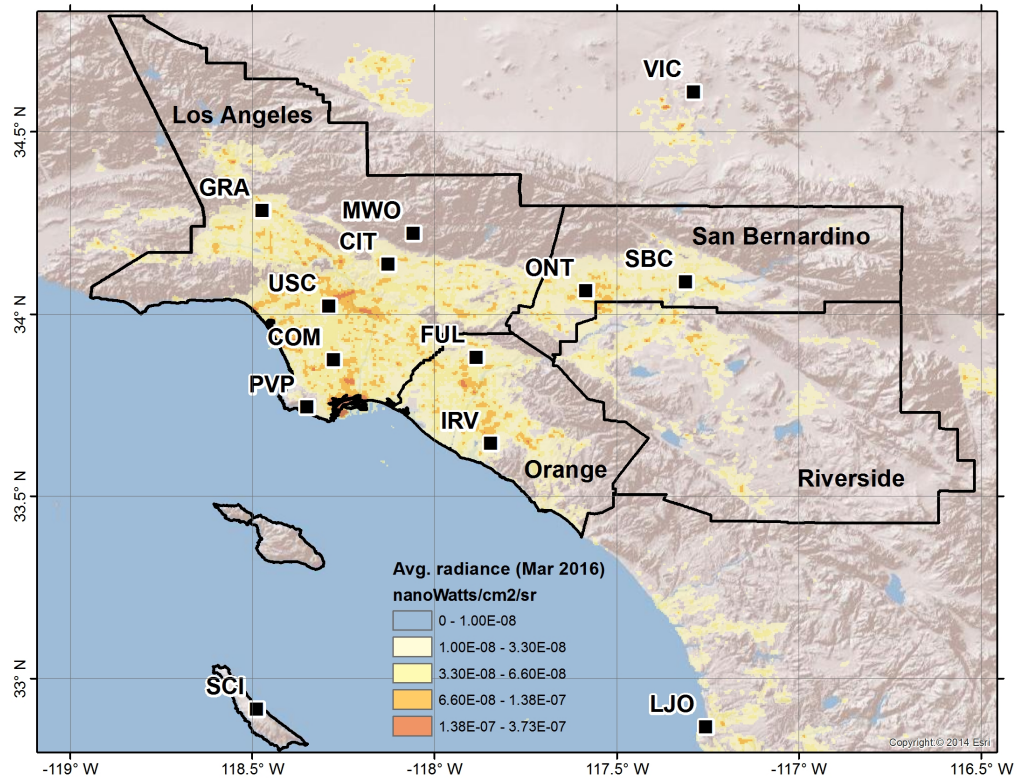 VIC
34.5° N
Los Angeles
GRA
MWO
CIT
San Bernardino
SBC
ONT
USC
34° N
COM
FUL
PVP
IRV
Orange
Riverside
33.5° N
Avg. radiance (Mar 2016)
nanoWatts/cm2/sr
0 - 1.00E-08
1.00E-08 - 3.30E-08
3.30E-08 - 6.60E-08
6.60E-08 - 1.38E-07
1.38E-07 - 3.73E-07
33° N
SCI
LJO
Copyright:© 2014 Esri
-119° W
-118.5° W
-118° W
-117.5° W
-117° W
-116.5° W